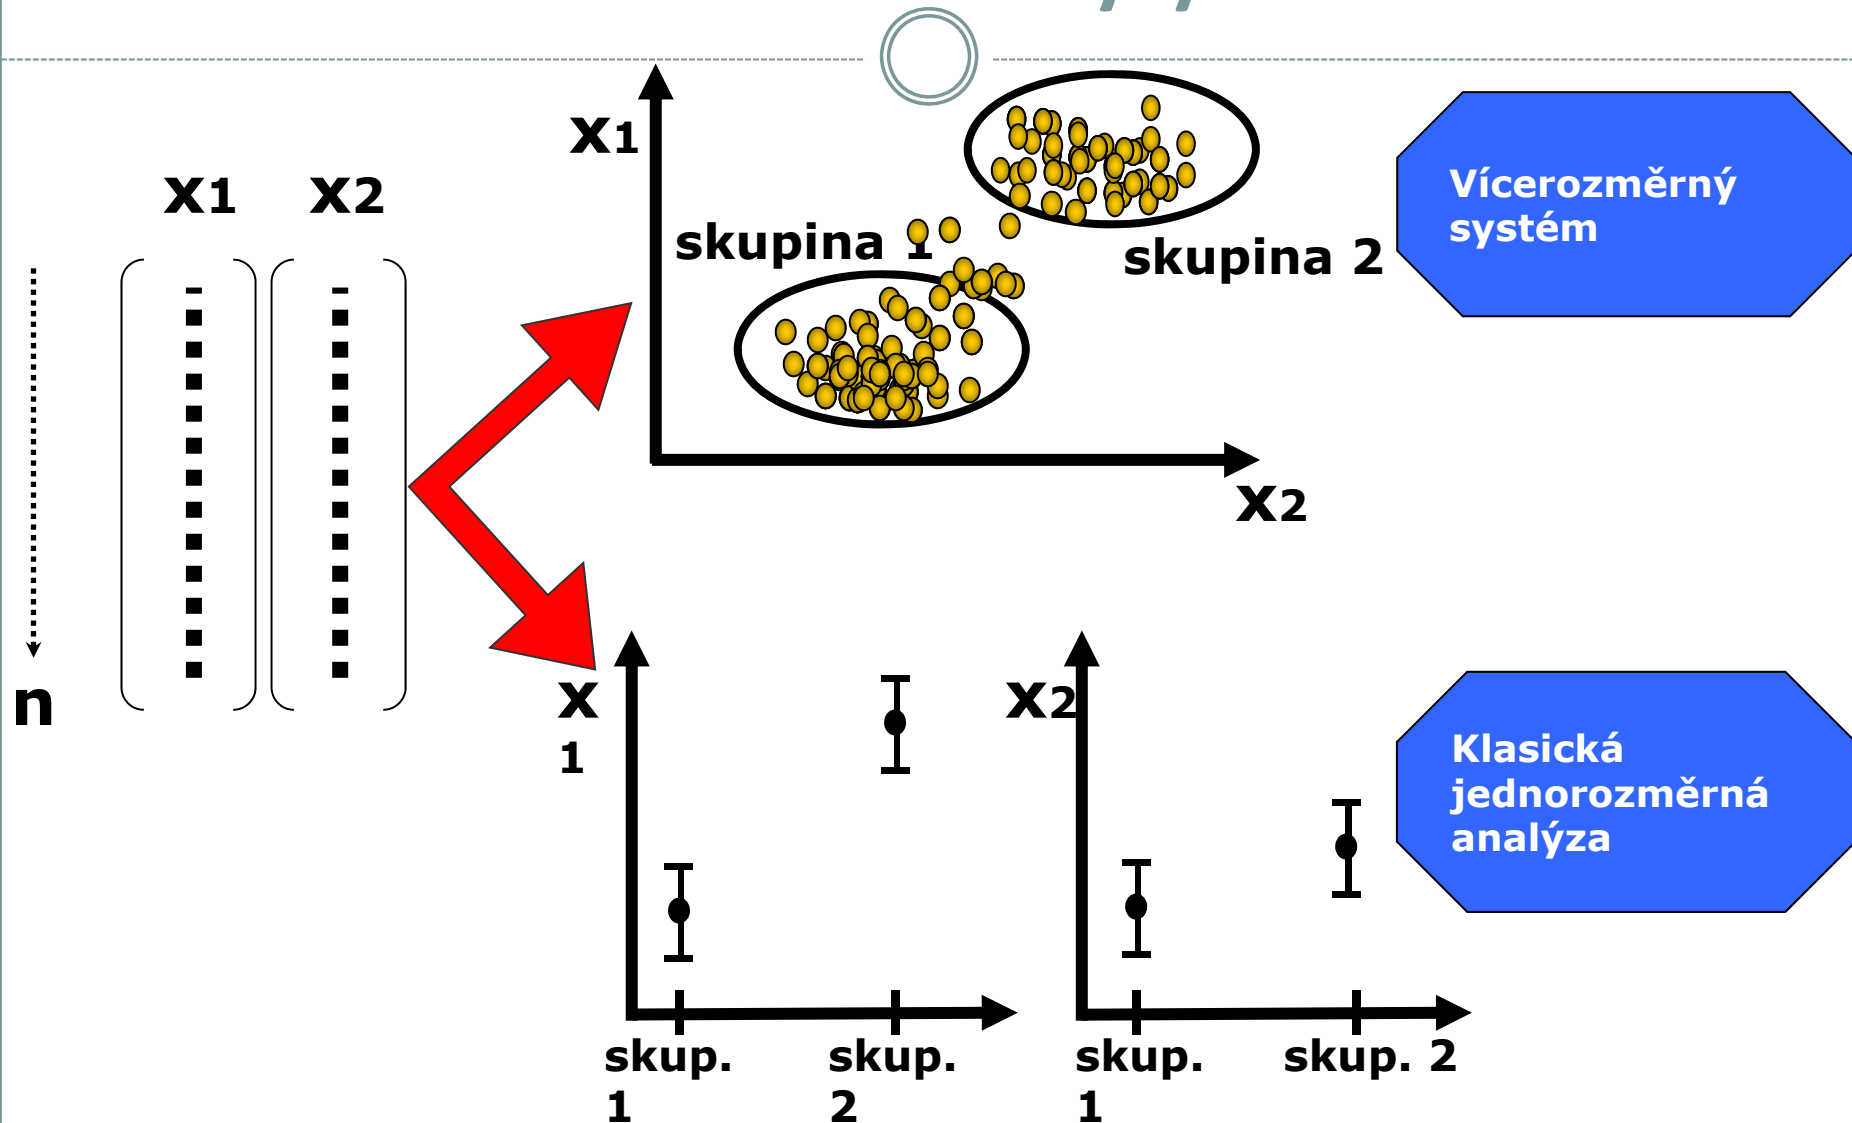 x1
x2
n
x1
skupina 1
skupina 2
x2
Vícerozměrný
systém
x
1
skup.
1
skup.
2
x2
skup.
1
skup. 2
Klasická
jednorozměrná
analýza